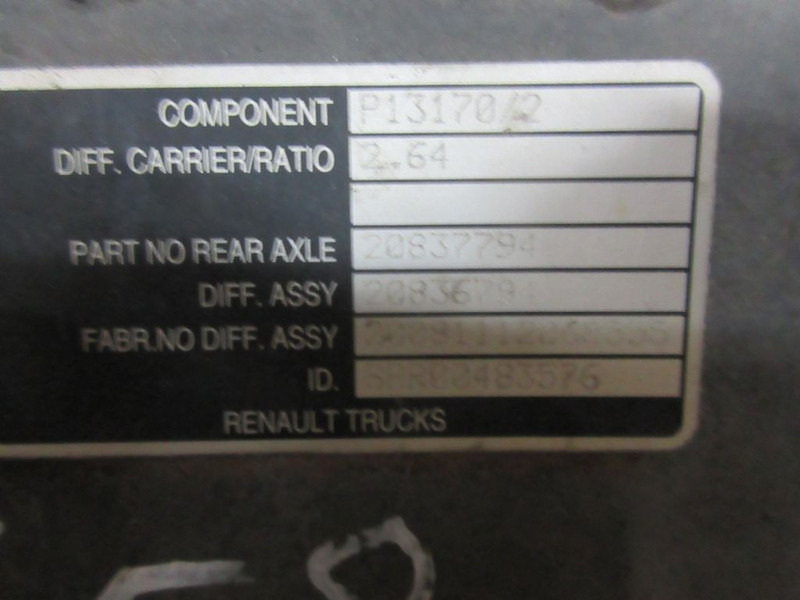 COMPONENT P13170/2
DIFF. CARRIER/RATIO 2.64
PART NO REAR AXLE 20837794
DIFF. ASSY 20836794
FABR.NO DIFF. ASSY
ID.
RENAULT TRUCKS